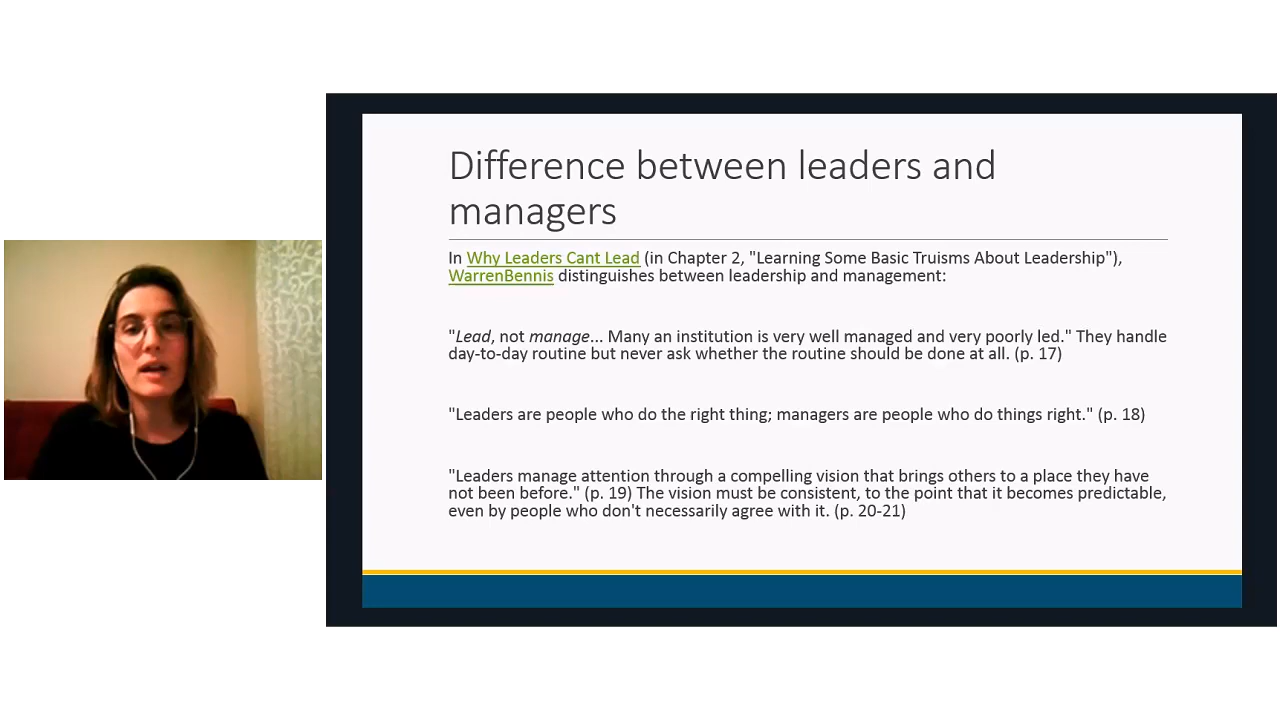 Difference between leaders and
managers
In Why Leaders Cant Lead (in Chapter 2, "Learning Some Basic Truisms About Leadership"),
WarrenBennis distinguishes between leadership and management:
"Lead, not manage... Many an institution is very well managed and very poorly led." They handle
day-to-day routine but never ask whether the routine should be done at all. (p. 17)
"Leaders are people who do the right thing; managers are people who do things right." (p. 18)
"Leaders manage attention through a compelling vision that brings others to a place they have
not been before." (p. 19) The vision must be consistent, to the point that it becomes predictable,
even by people who don't necessarily agree with it. (p. 20-21)